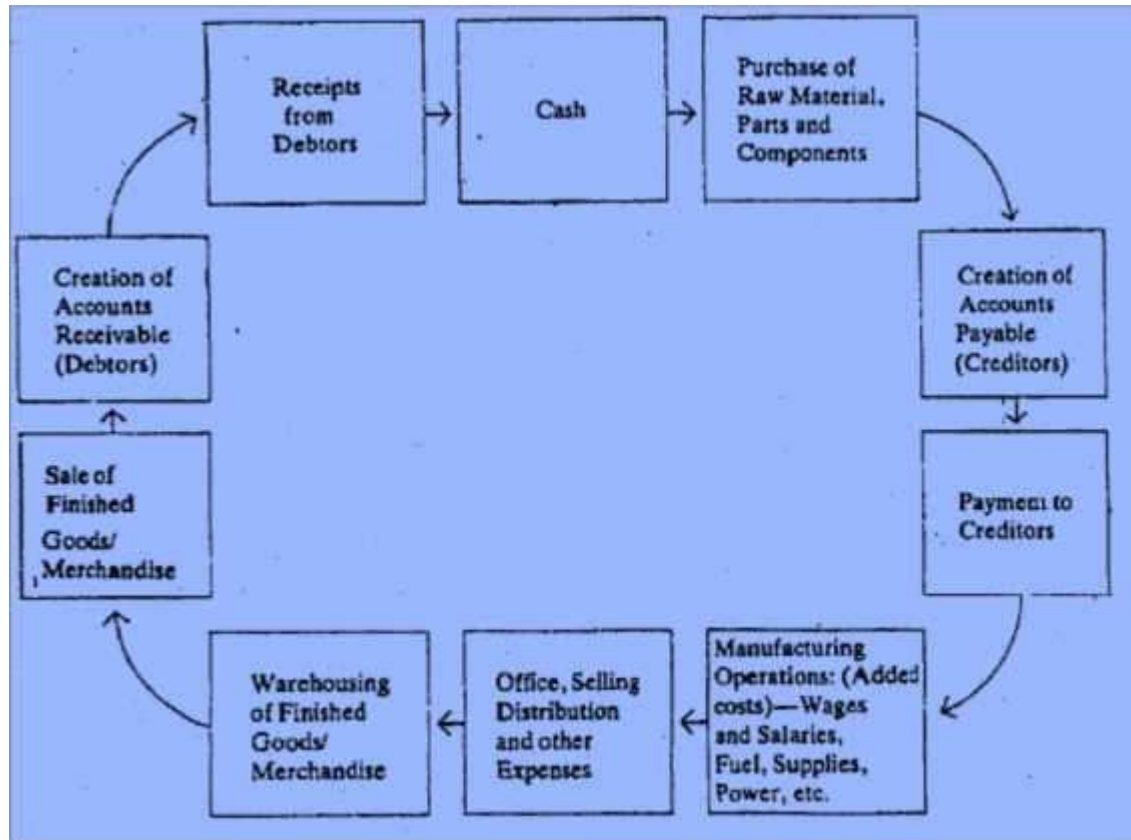 Receipts
from
Debtors
Cash
Purchase of
Raw Material,
Parts and
Components
Creation of
Accounts
Payable
(Creditors)
Payment to
Creditors
Manufacturing
Operations: (Added
costs)—Wages
and Salaries,
Fuel, Supplies,
Power, etc.
Office, Selling
Distribution
and other
Expenses
Warehousing
of Finished
Goods/
Merchandise
Sale of
Finished
Goods/
Merchandise
Creation of
Accounts
Receivable
(Debtors)